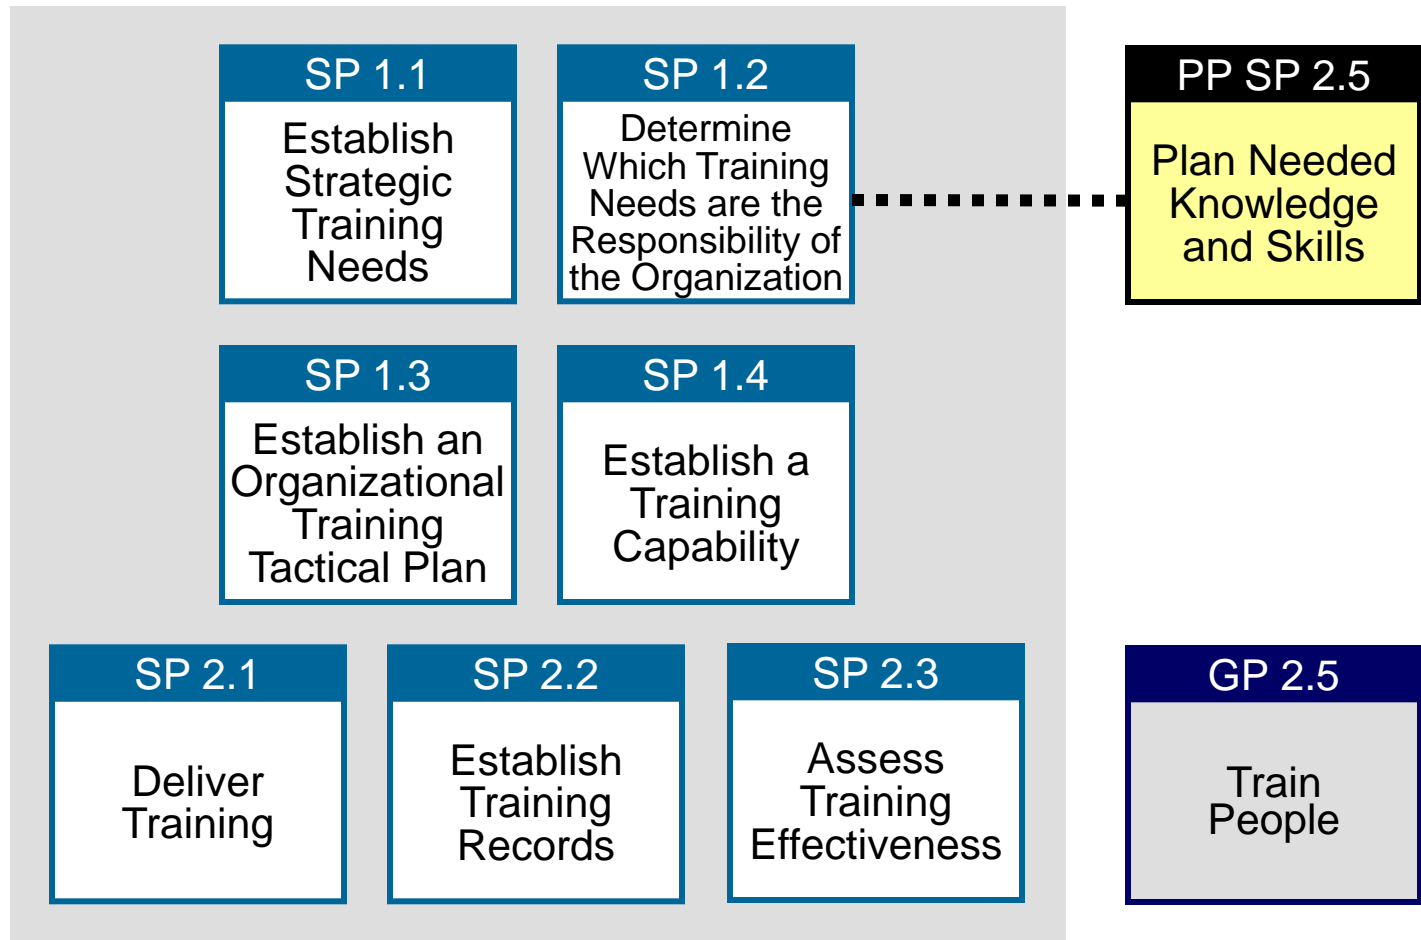 SP 1.1
Establish
Strategic
Training
Needs
SP 1.2
Determine
Which Training
Needs are the
Responsibility of
the Organization
PP SP 2.5
Plan Needed
Knowledge
and Skills
SP 1.3
Establish an
Organizational
Training
Tactical Plan
SP 1.4
Establish a
Training
Capability
SP 2.1
Deliver
Training
SP 2.2
Establish
Training
Records
SP 2.3
Assess
Training
Effectiveness
GP 2.5
Train
People